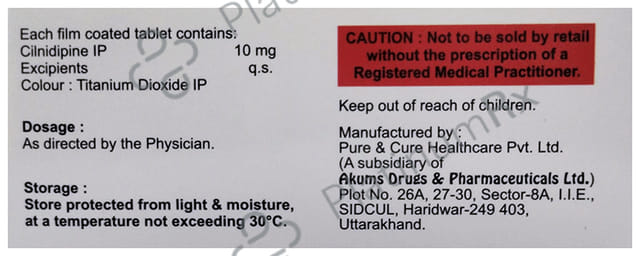 Each film coated tablet contains:
Cilnidipine IP 10 mg
Excipients q.s.
Colour : Titanium Dioxide IP
Dosage :
As directed by the Physician.
Storage :
Store protected from light & moisture,
at a temperature not exceeding 30°C.
CAUTION : Not to be sold by retail
without the prescription of a
Registered Medical Practitioner.
Keep out of reach of children.
Manufactured by :
Pure & Cure Healthcare Pvt. Ltd.
(A subsidiary of
Akums Drugs & Pharmaceuticals Ltd.)
Plot No. 26A, 27-30, Sector-8A, I.I.E.,
SIDCUL, Haridwar-249 403,
Uttarakhand.
PlatinumRx